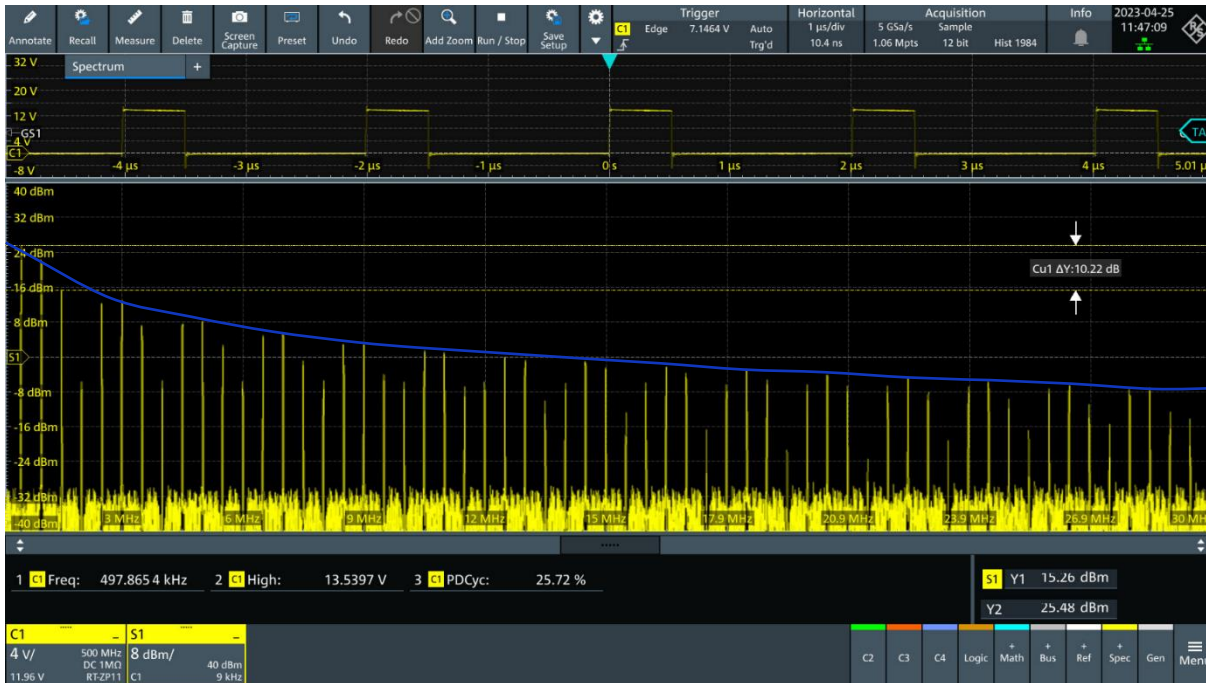 Annotate
Recall
Measure
Delete
Screen
Capture
Preset
Undo
Redo
Add Zoom
Run / Stop
Save
Setup
Trigger
C1 Edge 7.1464 V Auto
Trg'd
Horizontal
1 µs/div
10.4 ns
Acquisition
5 GSa/s Sample
1.06 Mpts 12 bit Hist 1984
Info
2023-04-25
11:47:09
R&S
32 V
Spectrum +
20 V
12 V
GS1
4 V
C1
-8 V
TA
-4 µs -3 µs -2 µs -1 µs 0 s 1 µs 2 µs 3 µs 4 µs 5.01 µ
40 dBm
32 dBm
24 dBm
Cu1 ΔY:10.22 dB
16 dBm
8 dBm
S1
-8 dBm
-16 dBm
-24 dBm
-32 dBm
-40 dBm
3 MHz 6 MHz 9 MHz 12 MHz 15 MHz 17.9 MHz 20.9 MHz 23.9 MHz 26.9 MHz 30 MHz
1 C1 Freq: 497.865 4 kHz 2 C1 High: 13.5397 V 3 C1 PDCyc: 25.72 %
S1 Y1 15.26 dBm
Y2 25.48 dBm
C1
4 V/ 500 MHz
DC 1MΩ
11.96 V RT-ZP11
S1
8 dBm/
40 dBm
C1 9 kHz
C2 C3 C4 Logic
+ Math
+ Bus
+ Ref
+ Spec
Gen
Menu